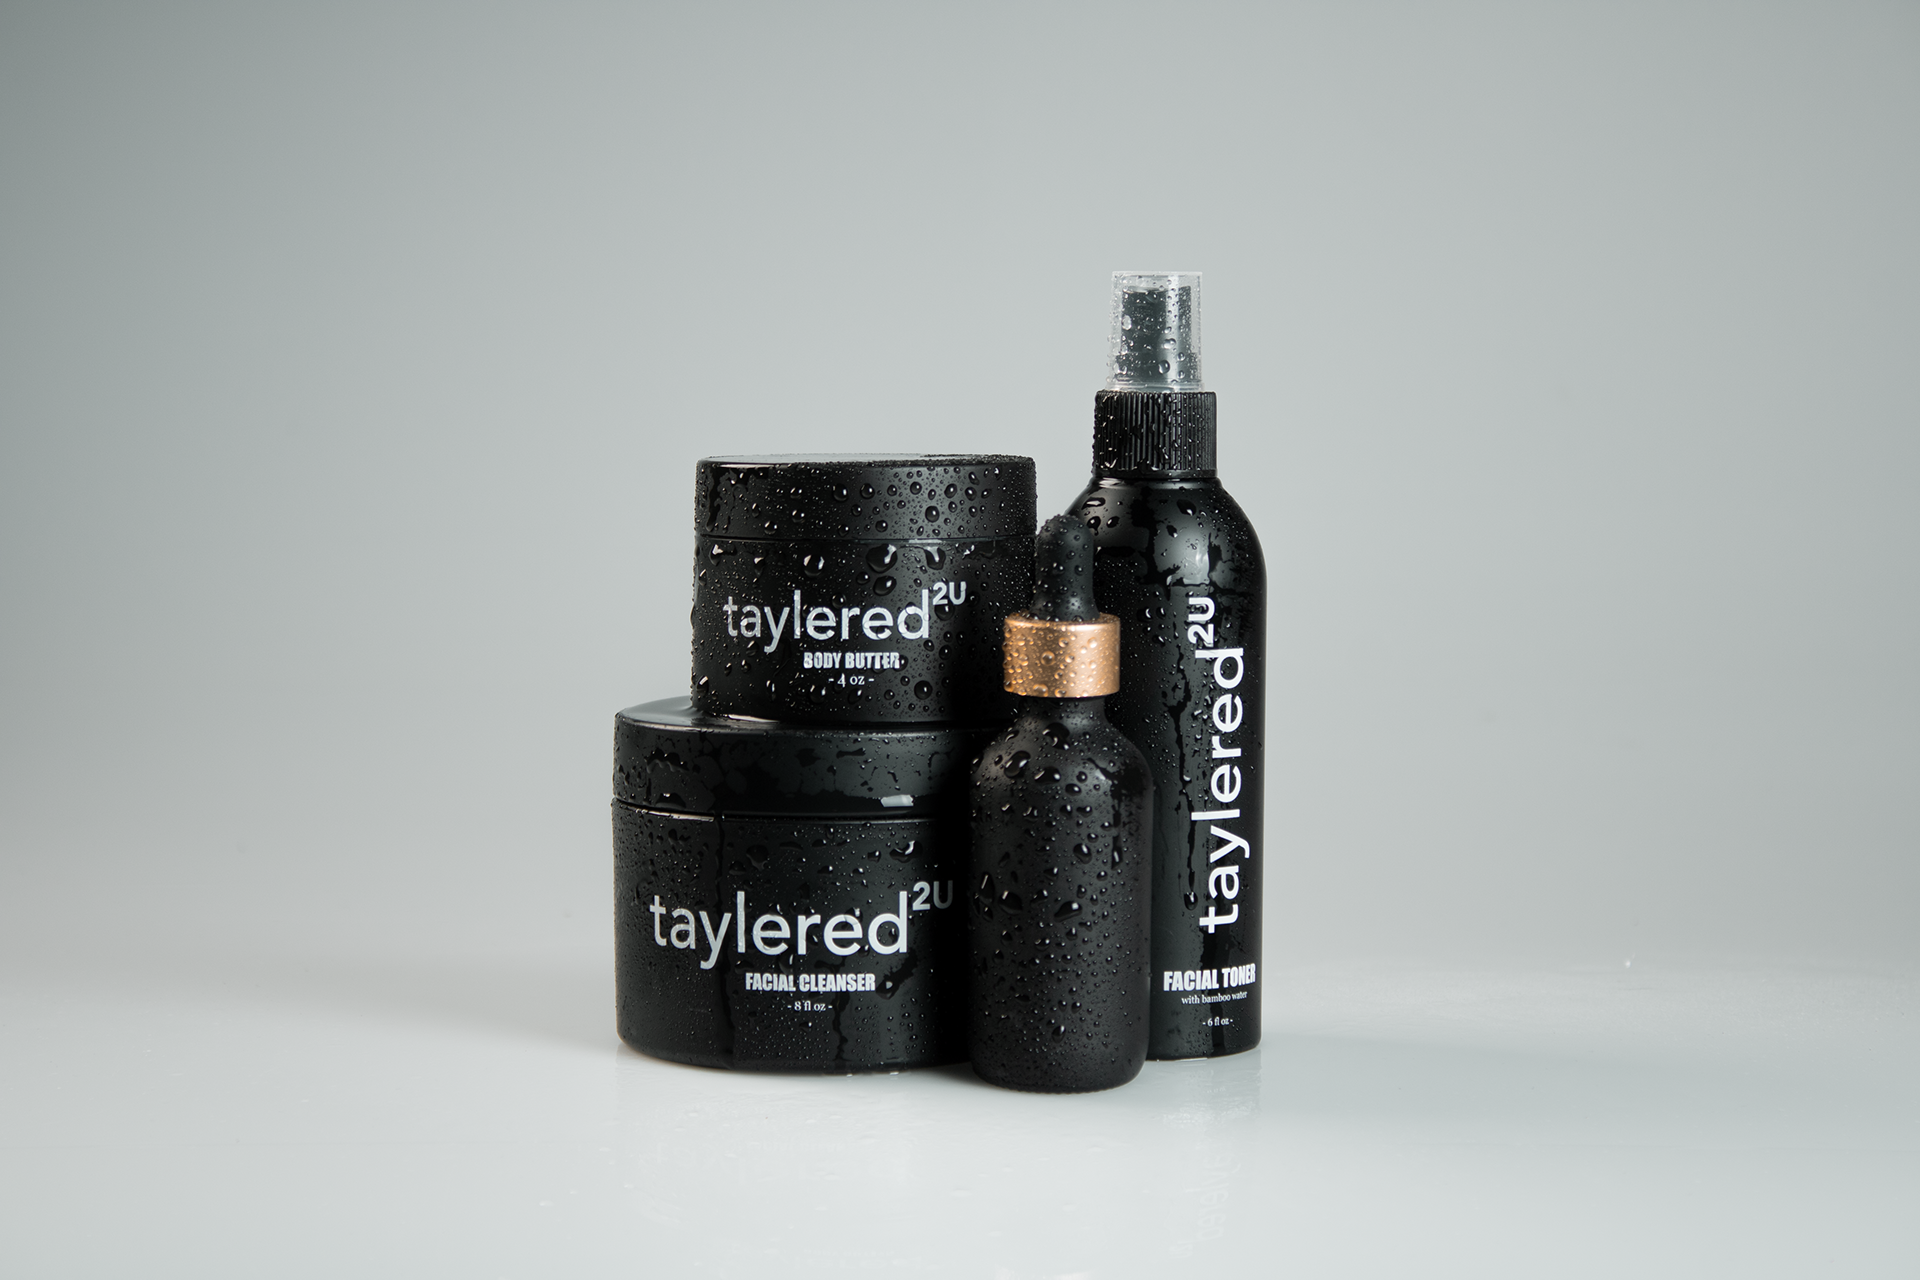 taylered2U
BODY BUTTER
- 4 oz -
taylered2U
FACIAL CLEANSER
- 8 fl oz -
taylered2U
FACIAL TONER
with bamboo water
- 6 fl oz -